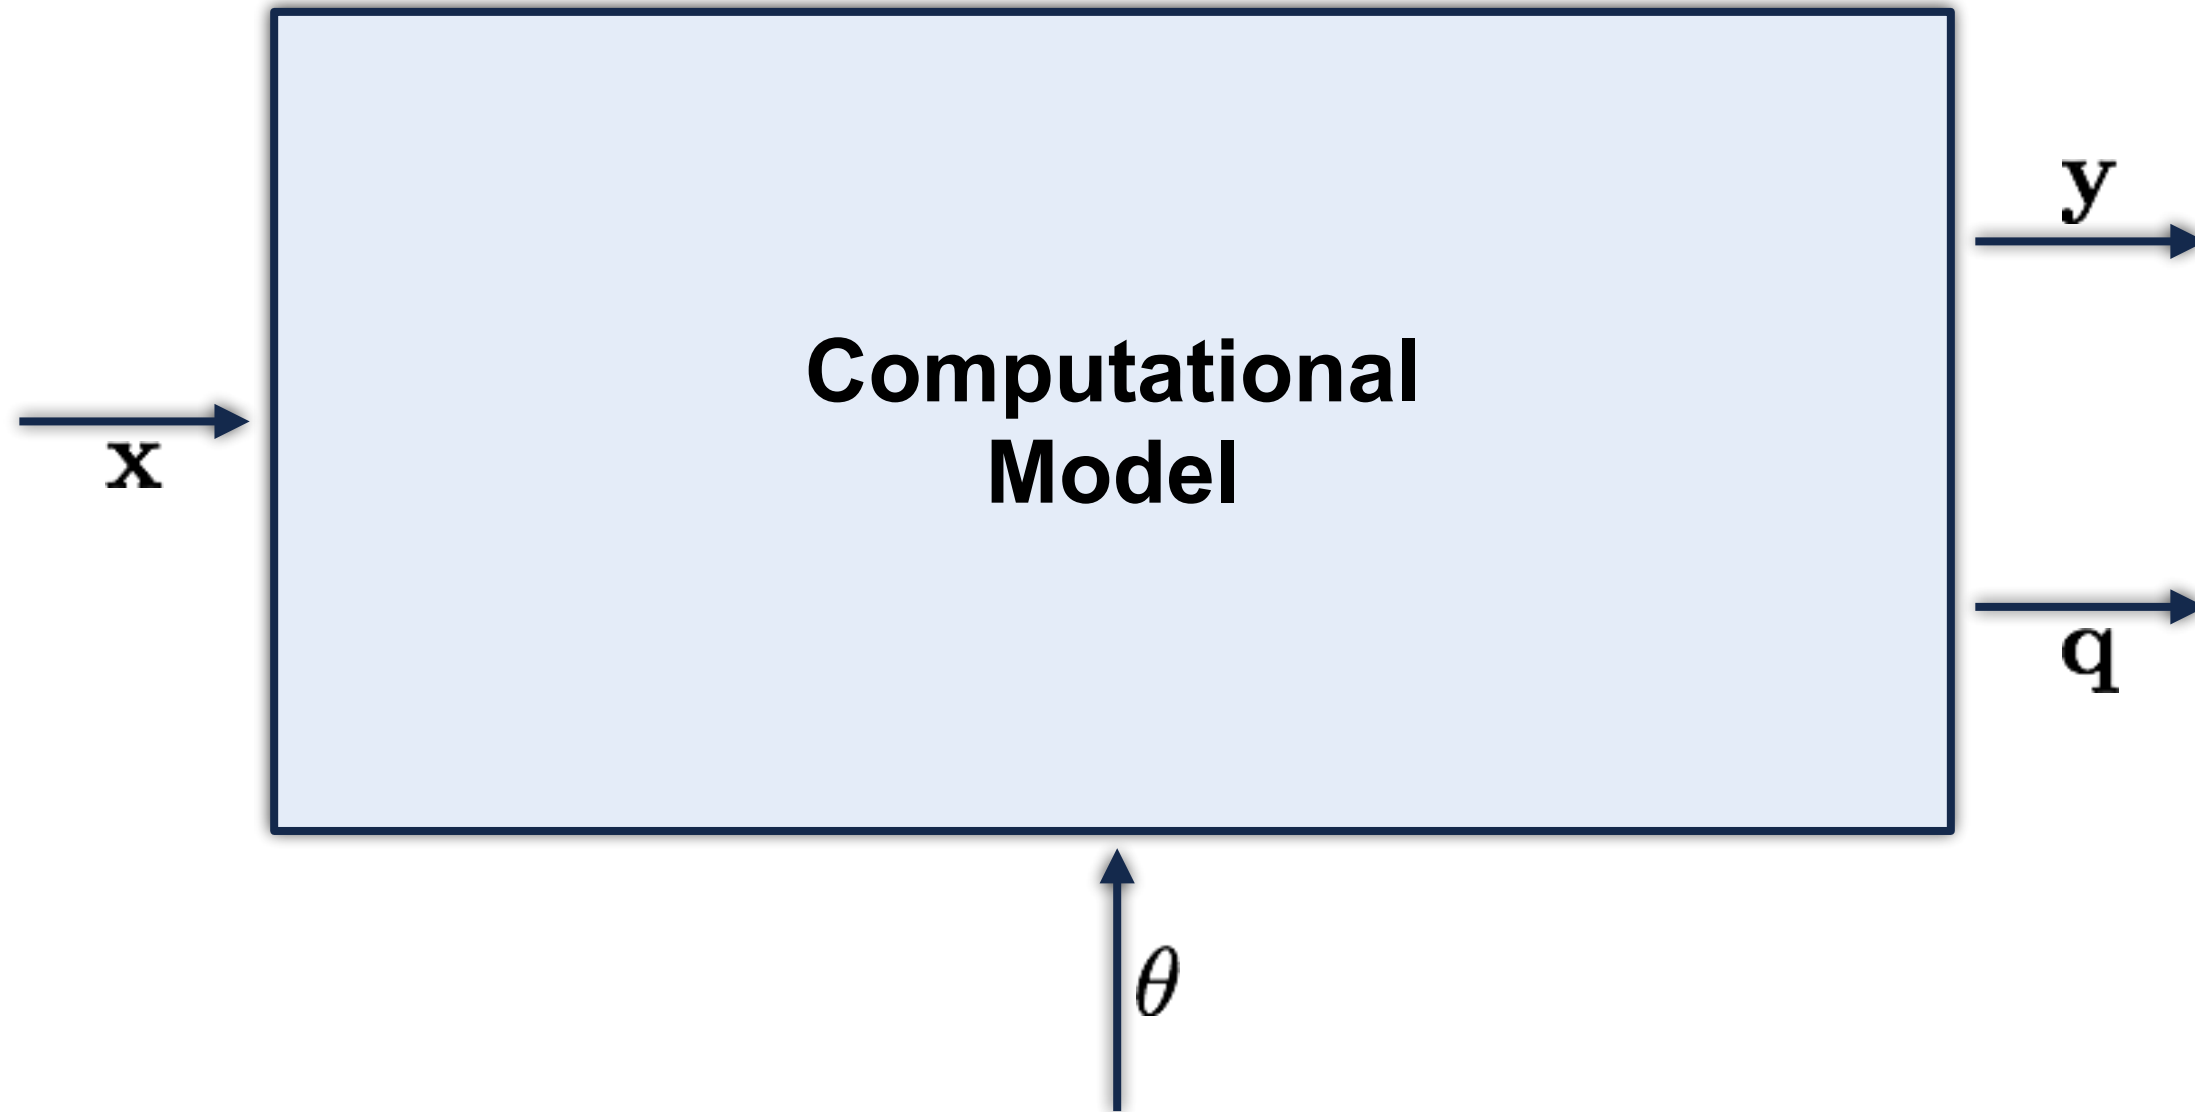 y
Computational
Model
x
q
θ